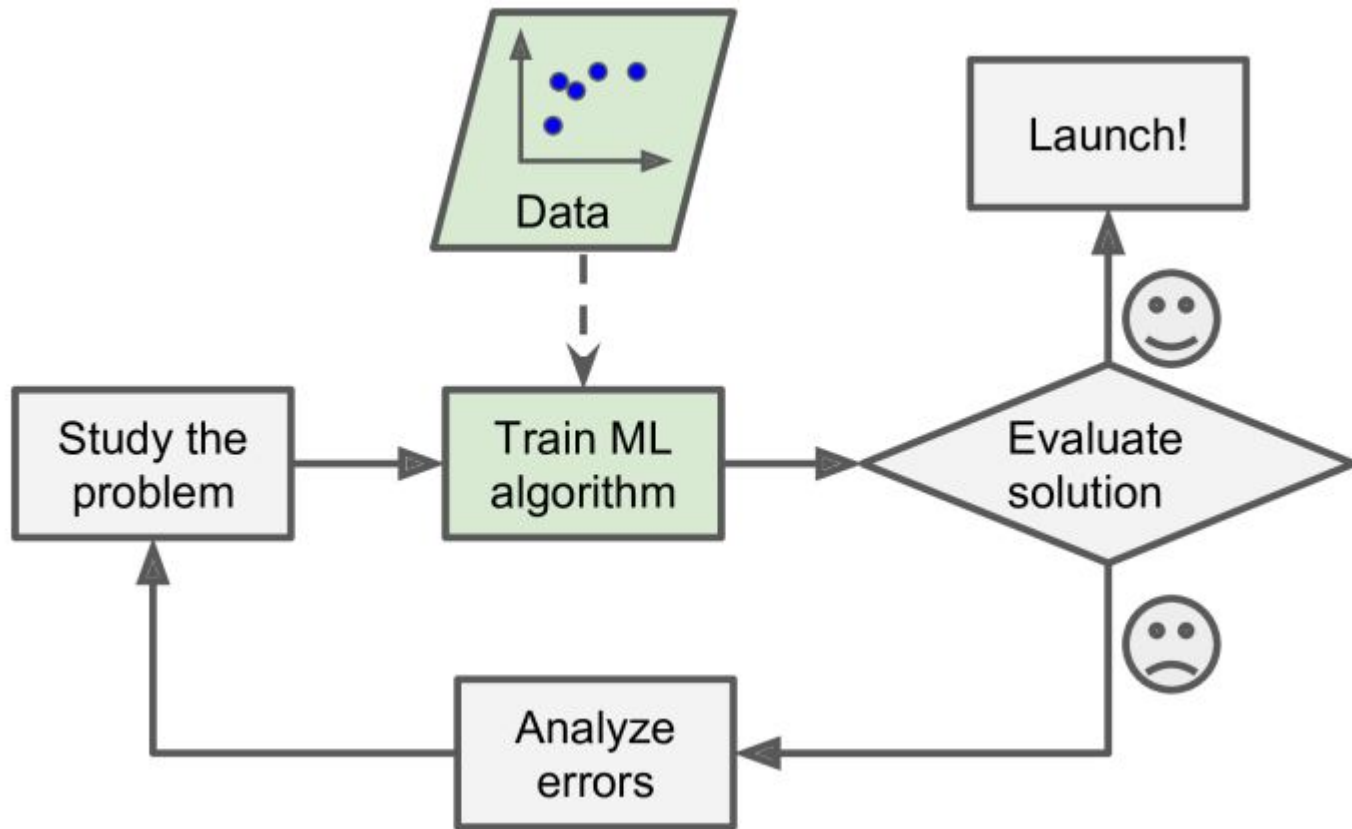 Data
Launch!
Study the
problem
Train ML
algorithm
Evaluate
solution
Analyze
errors